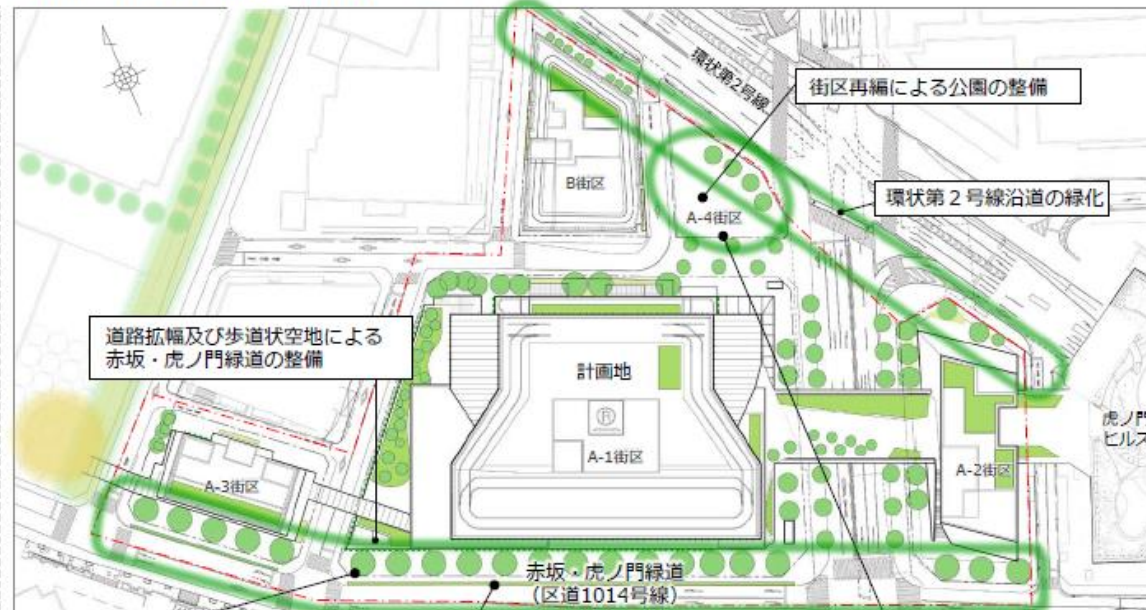 環状第2号線
街区再編による公園の整備
B街区
環状第２号線沿道の緑化
A-4街区
道路拡幅及び歩道状空地による
赤坂・虎ノ門緑道の整備
計画地
虎ノ門
ヒルズ
R
A-1街区
A-2街区
A-3街区
赤坂・虎ノ門緑道
（区道1014号線）